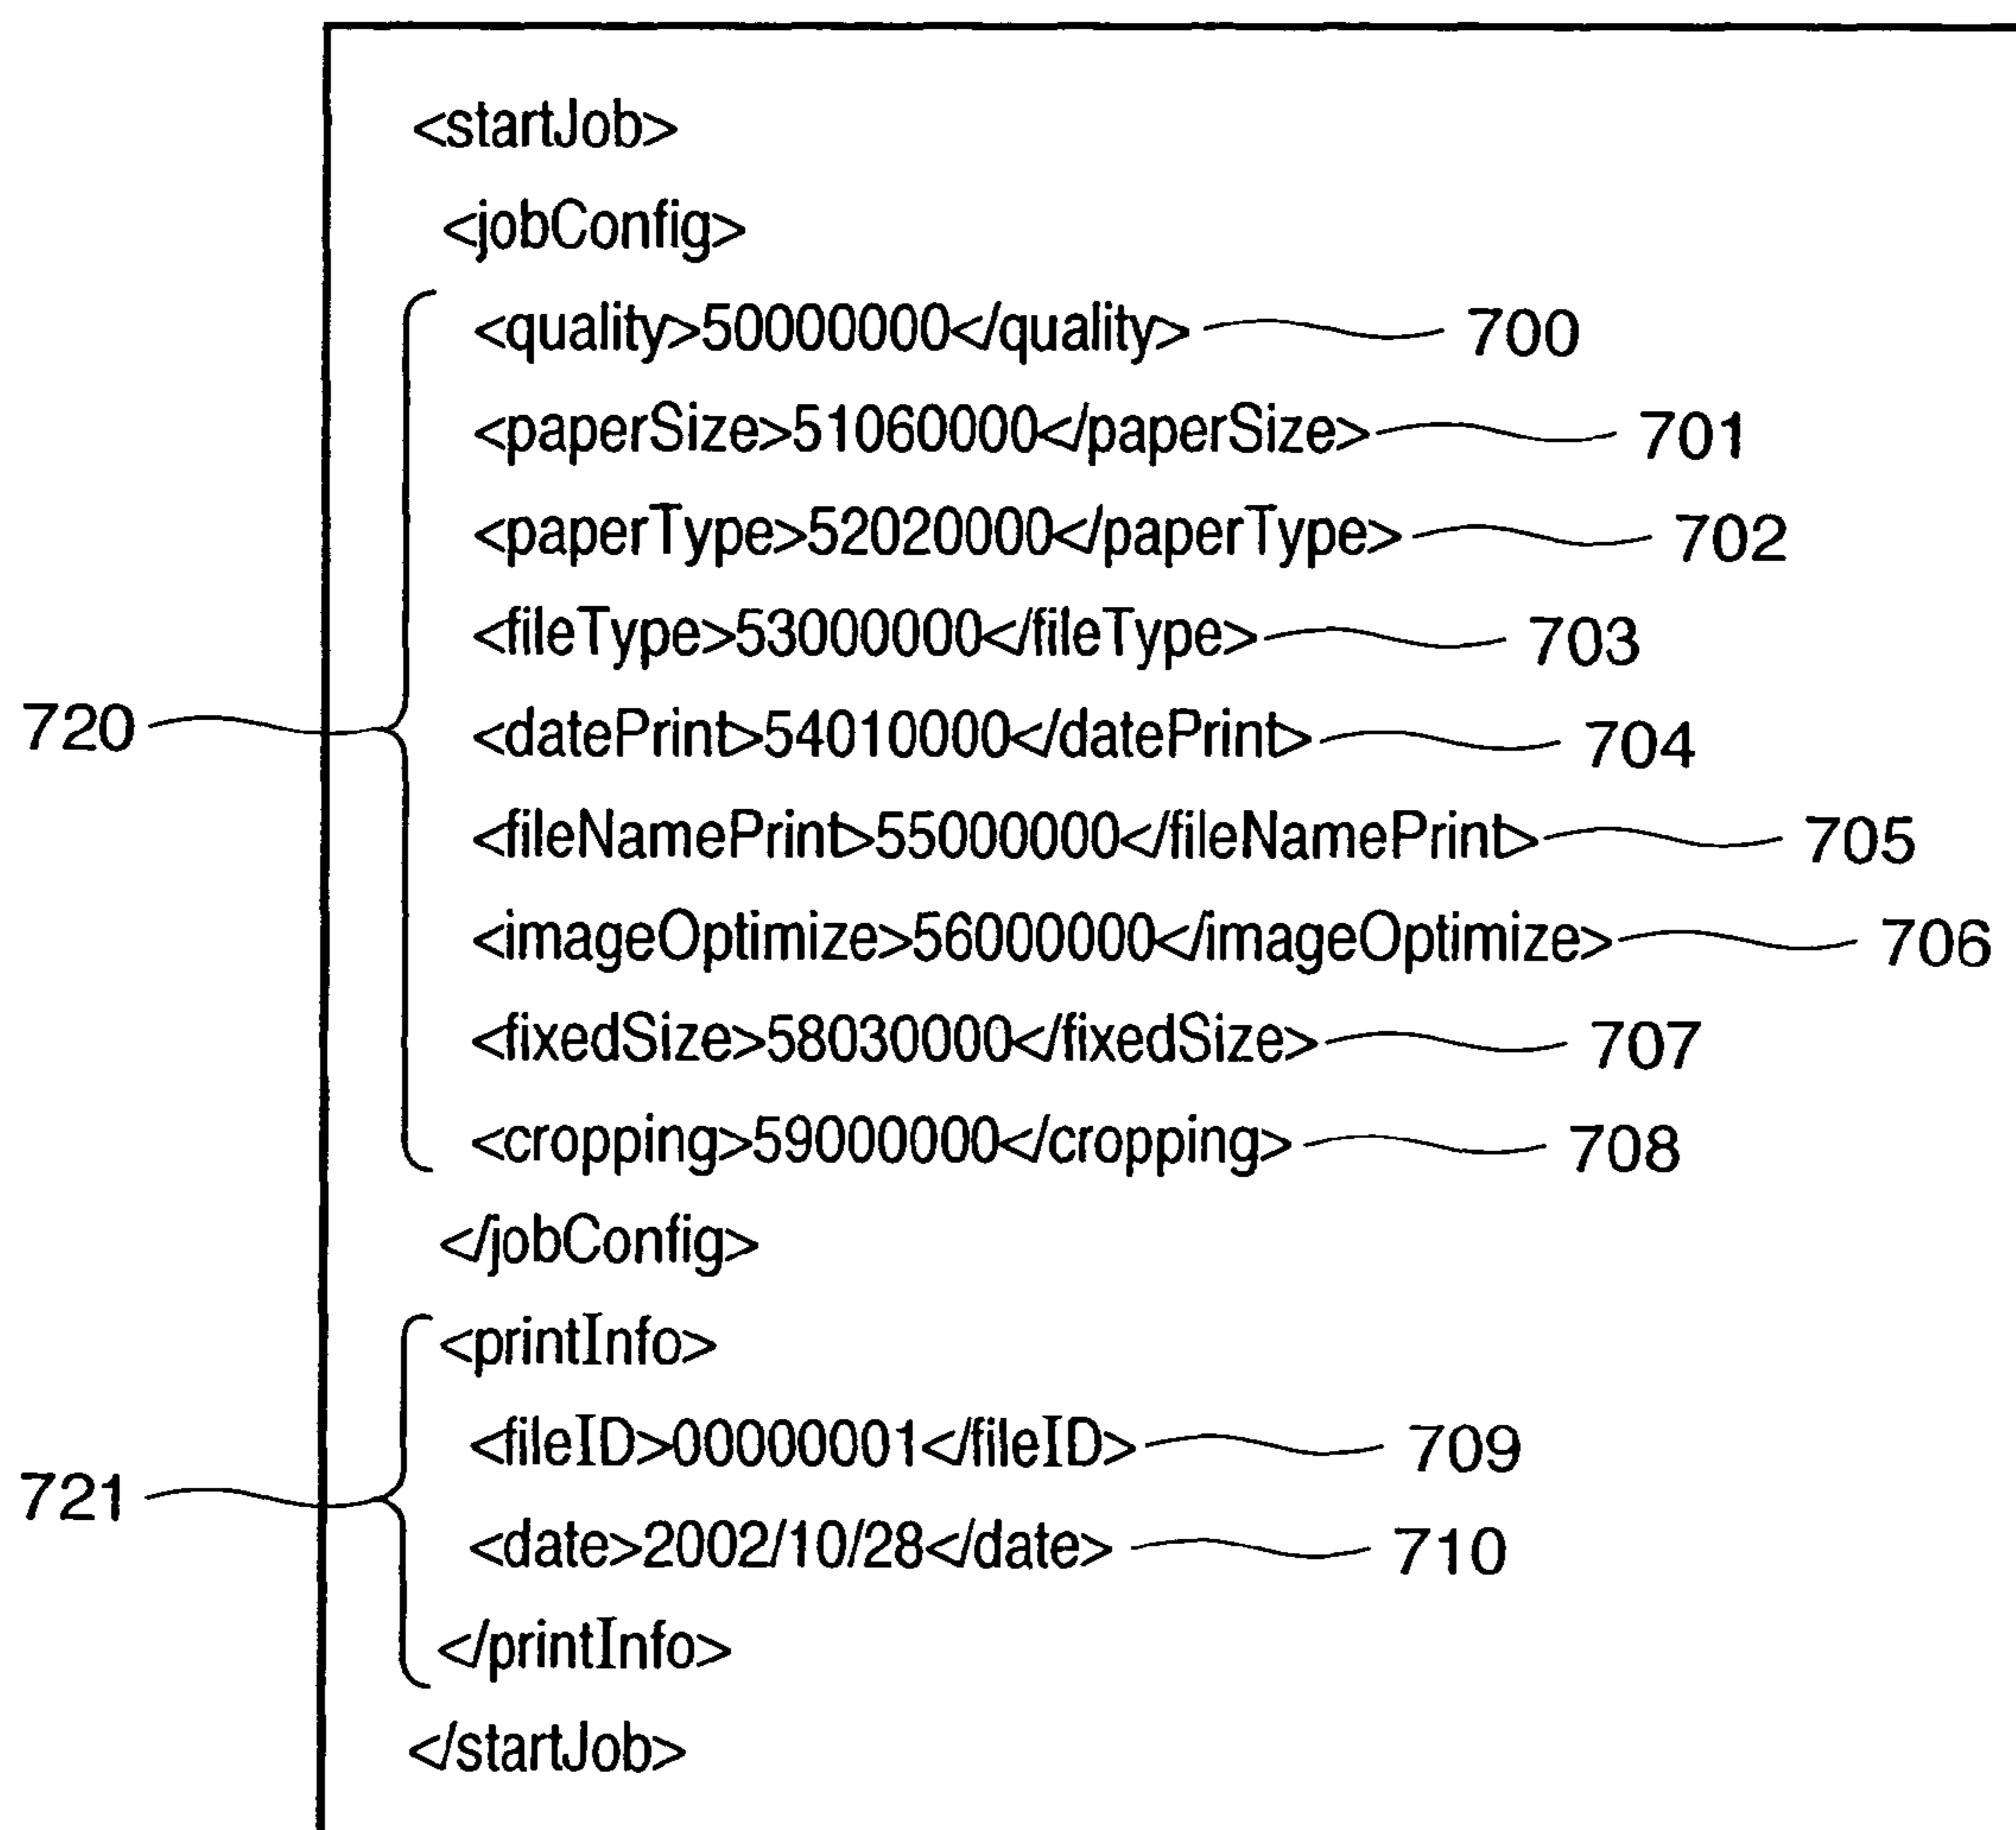 <startJob>
<jobConfig>
<quality>50000000</quality> 700
<paperSize>51060000</paperSize> 701
<paperType>52020000</paperType> 702
<fileType>53000000</fileType> 703
720 <datePrint>54010000</datePrint> 704
<fileNamePrint>55000000</fileNamePrint> 705
<imageOptimize>56000000</imageOptimize> 706
<fixedSize>58030000</fixedSize> 707
<cropping>59000000</cropping> 708
</jobConfig>
<printInfo>
<fileID>00000001</fileID> 709
721 <date>2002/10/28</date> 710
</printInfo>
</startJob>